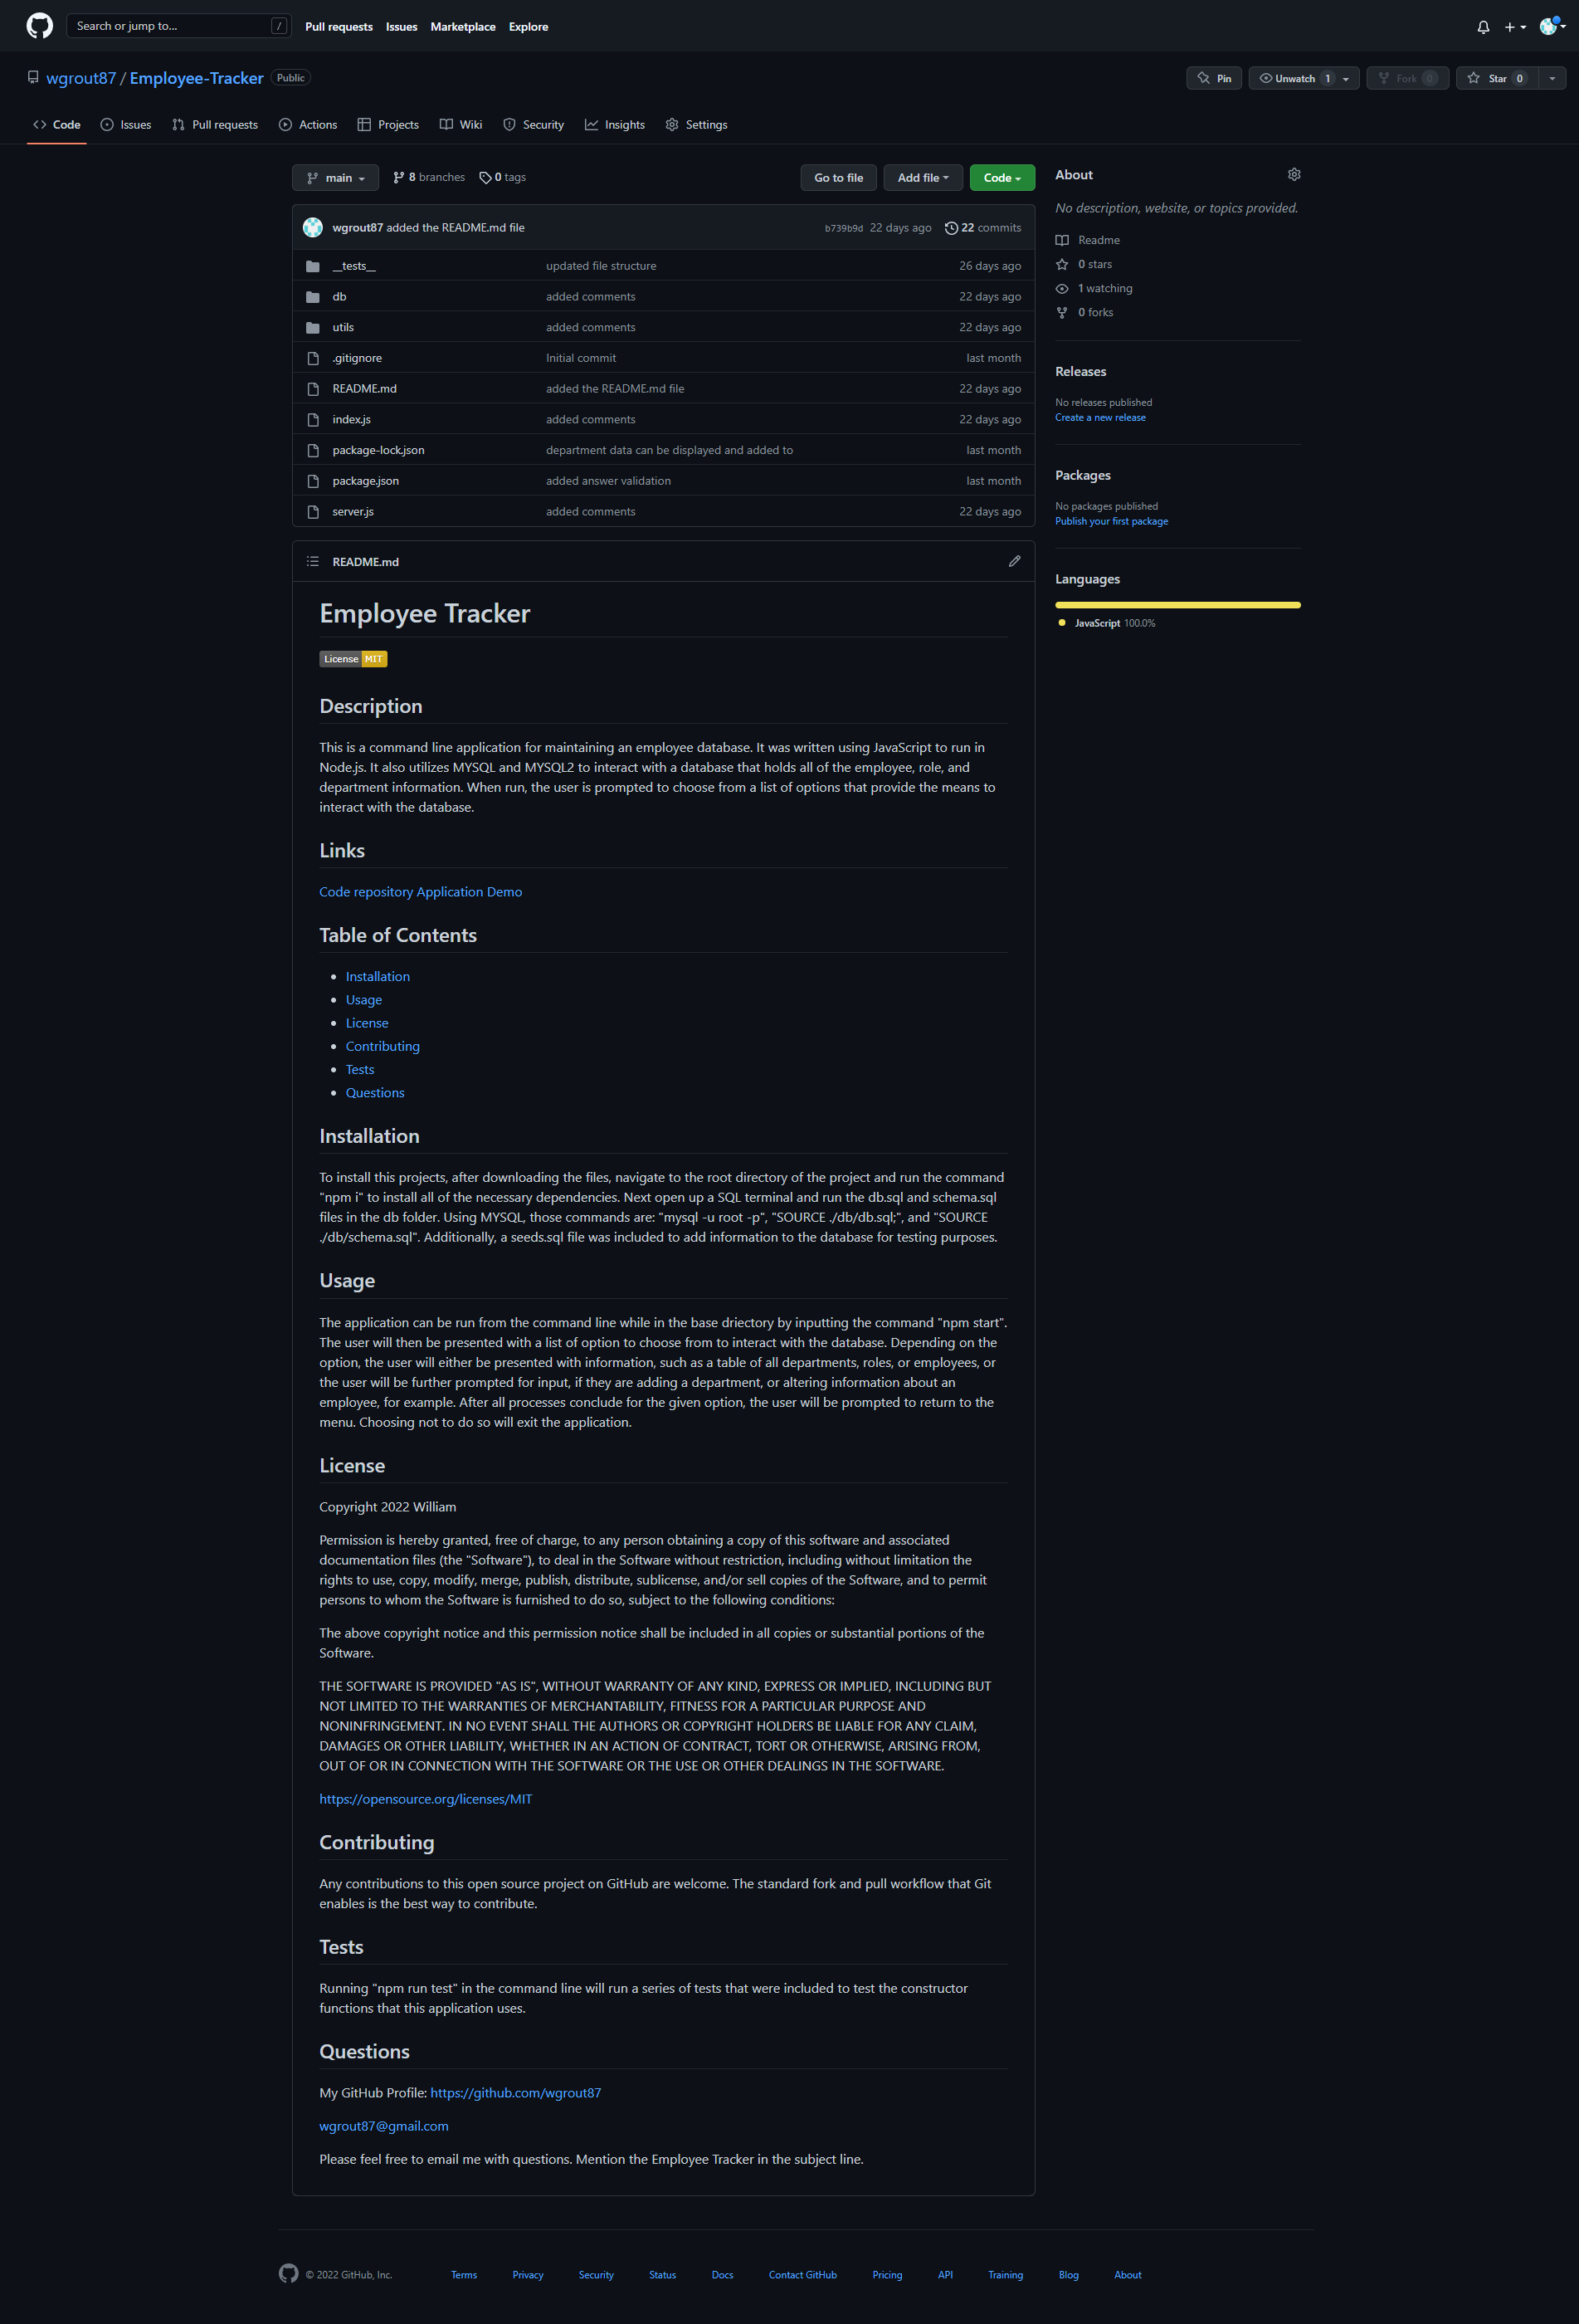 Search or jump to... /
Pull requests Issues Marketplace Explore
wgrout87 / Employee-Tracker Public
Pin Unwatch 1 Fork 0 Star 0
Code Issues Pull requests Actions Projects Wiki Security Insights Settings
main 8 branches 0 tags Go to file Add file Code
wgrout87 added the README.md file b739b9d 22 days ago 22 commits
__tests__ updated file structure 26 days ago
db added comments 22 days ago
utils added comments 22 days ago
.gitignore Initial commit last month
README.md added the README.md file 22 days ago
index.js added comments 22 days ago
package-lock.json department data can be displayed and added to last month
package.json added answer validation last month
server.js added comments 22 days ago
About
No description, website, or topics provided.
Readme
0 stars
1 watching
0 forks
Releases
No releases published
Create a new release
Packages
No packages published
Publish your first package
Languages
JavaScript 100.0%
README.md
Employee Tracker
License MIT
Description
This is a command line application for maintaining an employee database. It was written using JavaScript to run in
Node.js. It also utilizes MYSQL and MYSQL2 to interact with a database that holds all of the employee, role, and
department information. When run, the user is prompted to choose from a list of options that provide the means to
interact with the database.
Links
Code repository Application Demo
Table of Contents
Installation
Usage
License
Contributing
Tests
Questions
Installation
To install this projects, after downloading the files, navigate to the root directory of the project and run the command
"npm i" to install all of the necessary dependencies. Next open up a SQL terminal and run the db.sql and schema.sql
files in the db folder. Using MYSQL, those commands are: "mysql -u root -p", "SOURCE ./db/db.sql;", and "SOURCE
./db/schema.sql". Additionally, a seeds.sql file was included to add information to the database for testing purposes.
Usage
The application can be run from the command line while in the base driectory by inputting the command "npm start".
The user will then be presented with a list of option to choose from to interact with the database. Depending on the
option, the user will either be presented with information, such as a table of all departments, roles, or employees, or
the user will be further prompted for input, if they are adding a department, or altering information about an
employee, for example. After all processes conclude for the given option, the user will be prompted to return to the
menu. Choosing not to do so will exit the application.
License
Copyright 2022 William
Permission is hereby granted, free of charge, to any person obtaining a copy of this software and associated
documentation files (the "Software"), to deal in the Software without restriction, including without limitation the
rights to use, copy, modify, merge, publish, distribute, sublicense, and/or sell copies of the Software, and to permit
persons to whom the Software is furnished to do so, subject to the following conditions:
The above copyright notice and this permission notice shall be included in all copies or substantial portions of the
Software.
THE SOFTWARE IS PROVIDED "AS IS", WITHOUT WARRANTY OF ANY KIND, EXPRESS OR IMPLIED, INCLUDING BUT
NOT LIMITED TO THE WARRANTIES OF MERCHANTABILITY, FITNESS FOR A PARTICULAR PURPOSE AND
NONINFRINGEMENT. IN NO EVENT SHALL THE AUTHORS OR COPYRIGHT HOLDERS BE LIABLE FOR ANY CLAIM,
DAMAGES OR OTHER LIABILITY, WHETHER IN AN ACTION OF CONTRACT, TORT OR OTHERWISE, ARISING FROM,
OUT OF OR IN CONNECTION WITH THE SOFTWARE OR THE USE OR OTHER DEALINGS IN THE SOFTWARE.
https://opensource.org/licenses/MIT
Contributing
Any contributions to this open source project on GitHub are welcome. The standard fork and pull workflow that Git
enables is the best way to contribute.
Tests
Running "npm run test" in the command line will run a series of tests that were included to test the constructor
functions that this application uses.
Questions
My GitHub Profile: https://github.com/wgrout87
wgrout87@gmail.com
Please feel free to email me with questions. Mention the Employee Tracker in the subject line.
© 2022 GitHub, Inc. Terms Privacy Security Status Docs Contact GitHub Pricing API Training Blog About